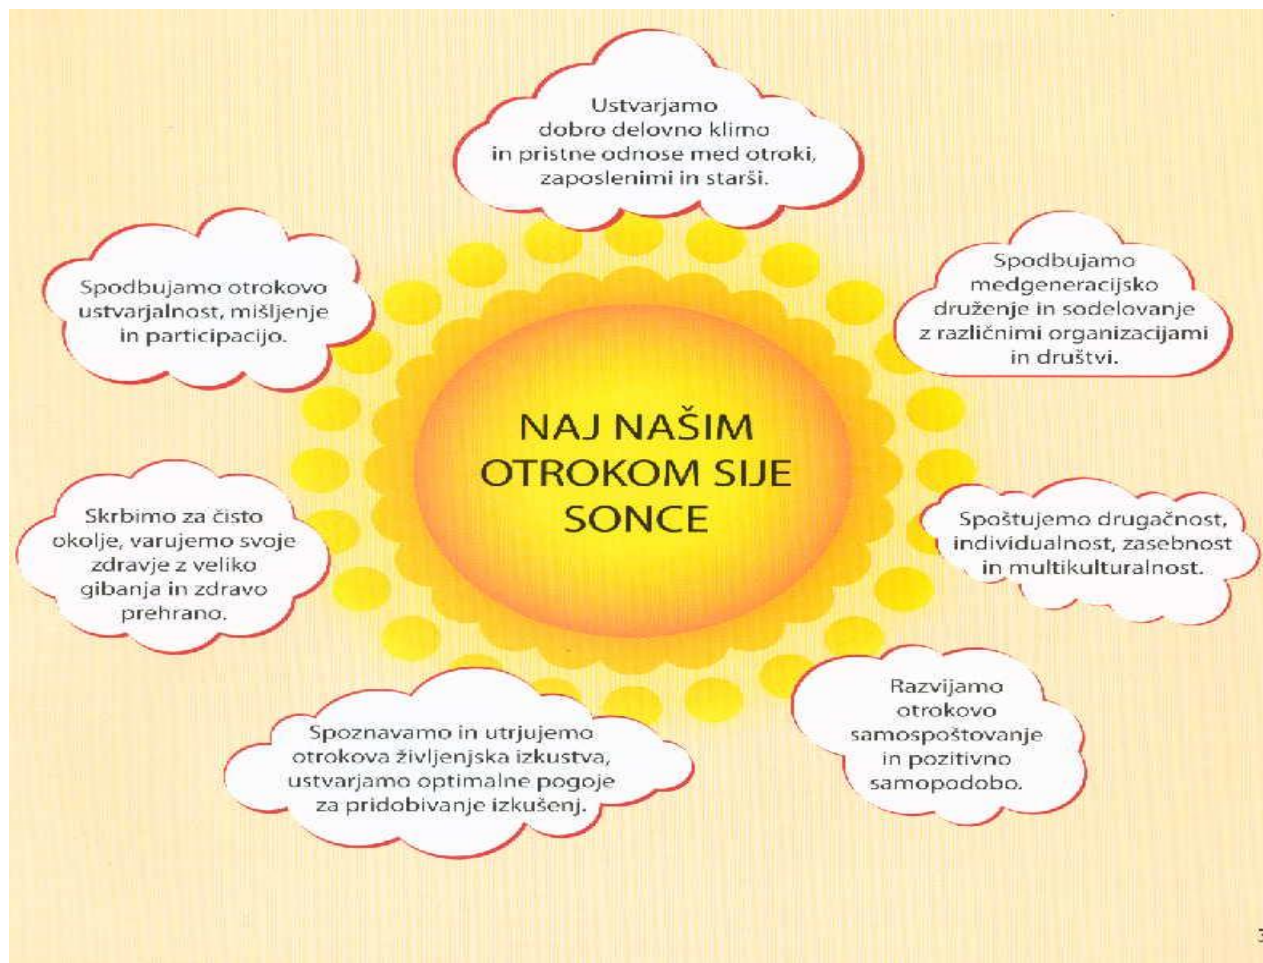 Ustvarjamo
dobro delovno klimo
in pristne odnose med otroki,
zaposlenimi in starši.
Spodbujamo otrokovo
ustvarjalnost, mišljenje
in participacijo.
Spodbujamo
medgeneracijsko
druženje in sodelovanje
z različnimi organizacijami
in društvi.
NAJ NAŠIM
OTROKOM SIJE
SONCE
Skrbimo za čisto
okolje, varujemo svoje
zdravje z veliko
gibanja in zdravo
prehrano.
Spoštujemo drugačnost,
individualnost, zasebnost
in multikulturalnost.
Spoznavamo in utrjujemo
otrokova življenjska izkustva,
ustvarjamo optimalne pogoje
za pridobivanje izkušenj.
Razvijamo
otrokovo
samospoštovanje
in pozitivno
samopodobo.
3